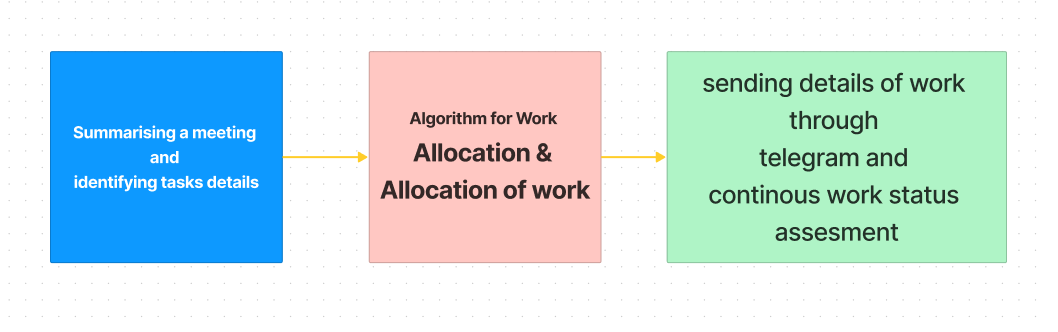 Summarising a meeting
and
identifying tasks details
Algorithm for Work
Allocation &
Allocation of work
sending details of work
through
telegram and
continous work status
assesment